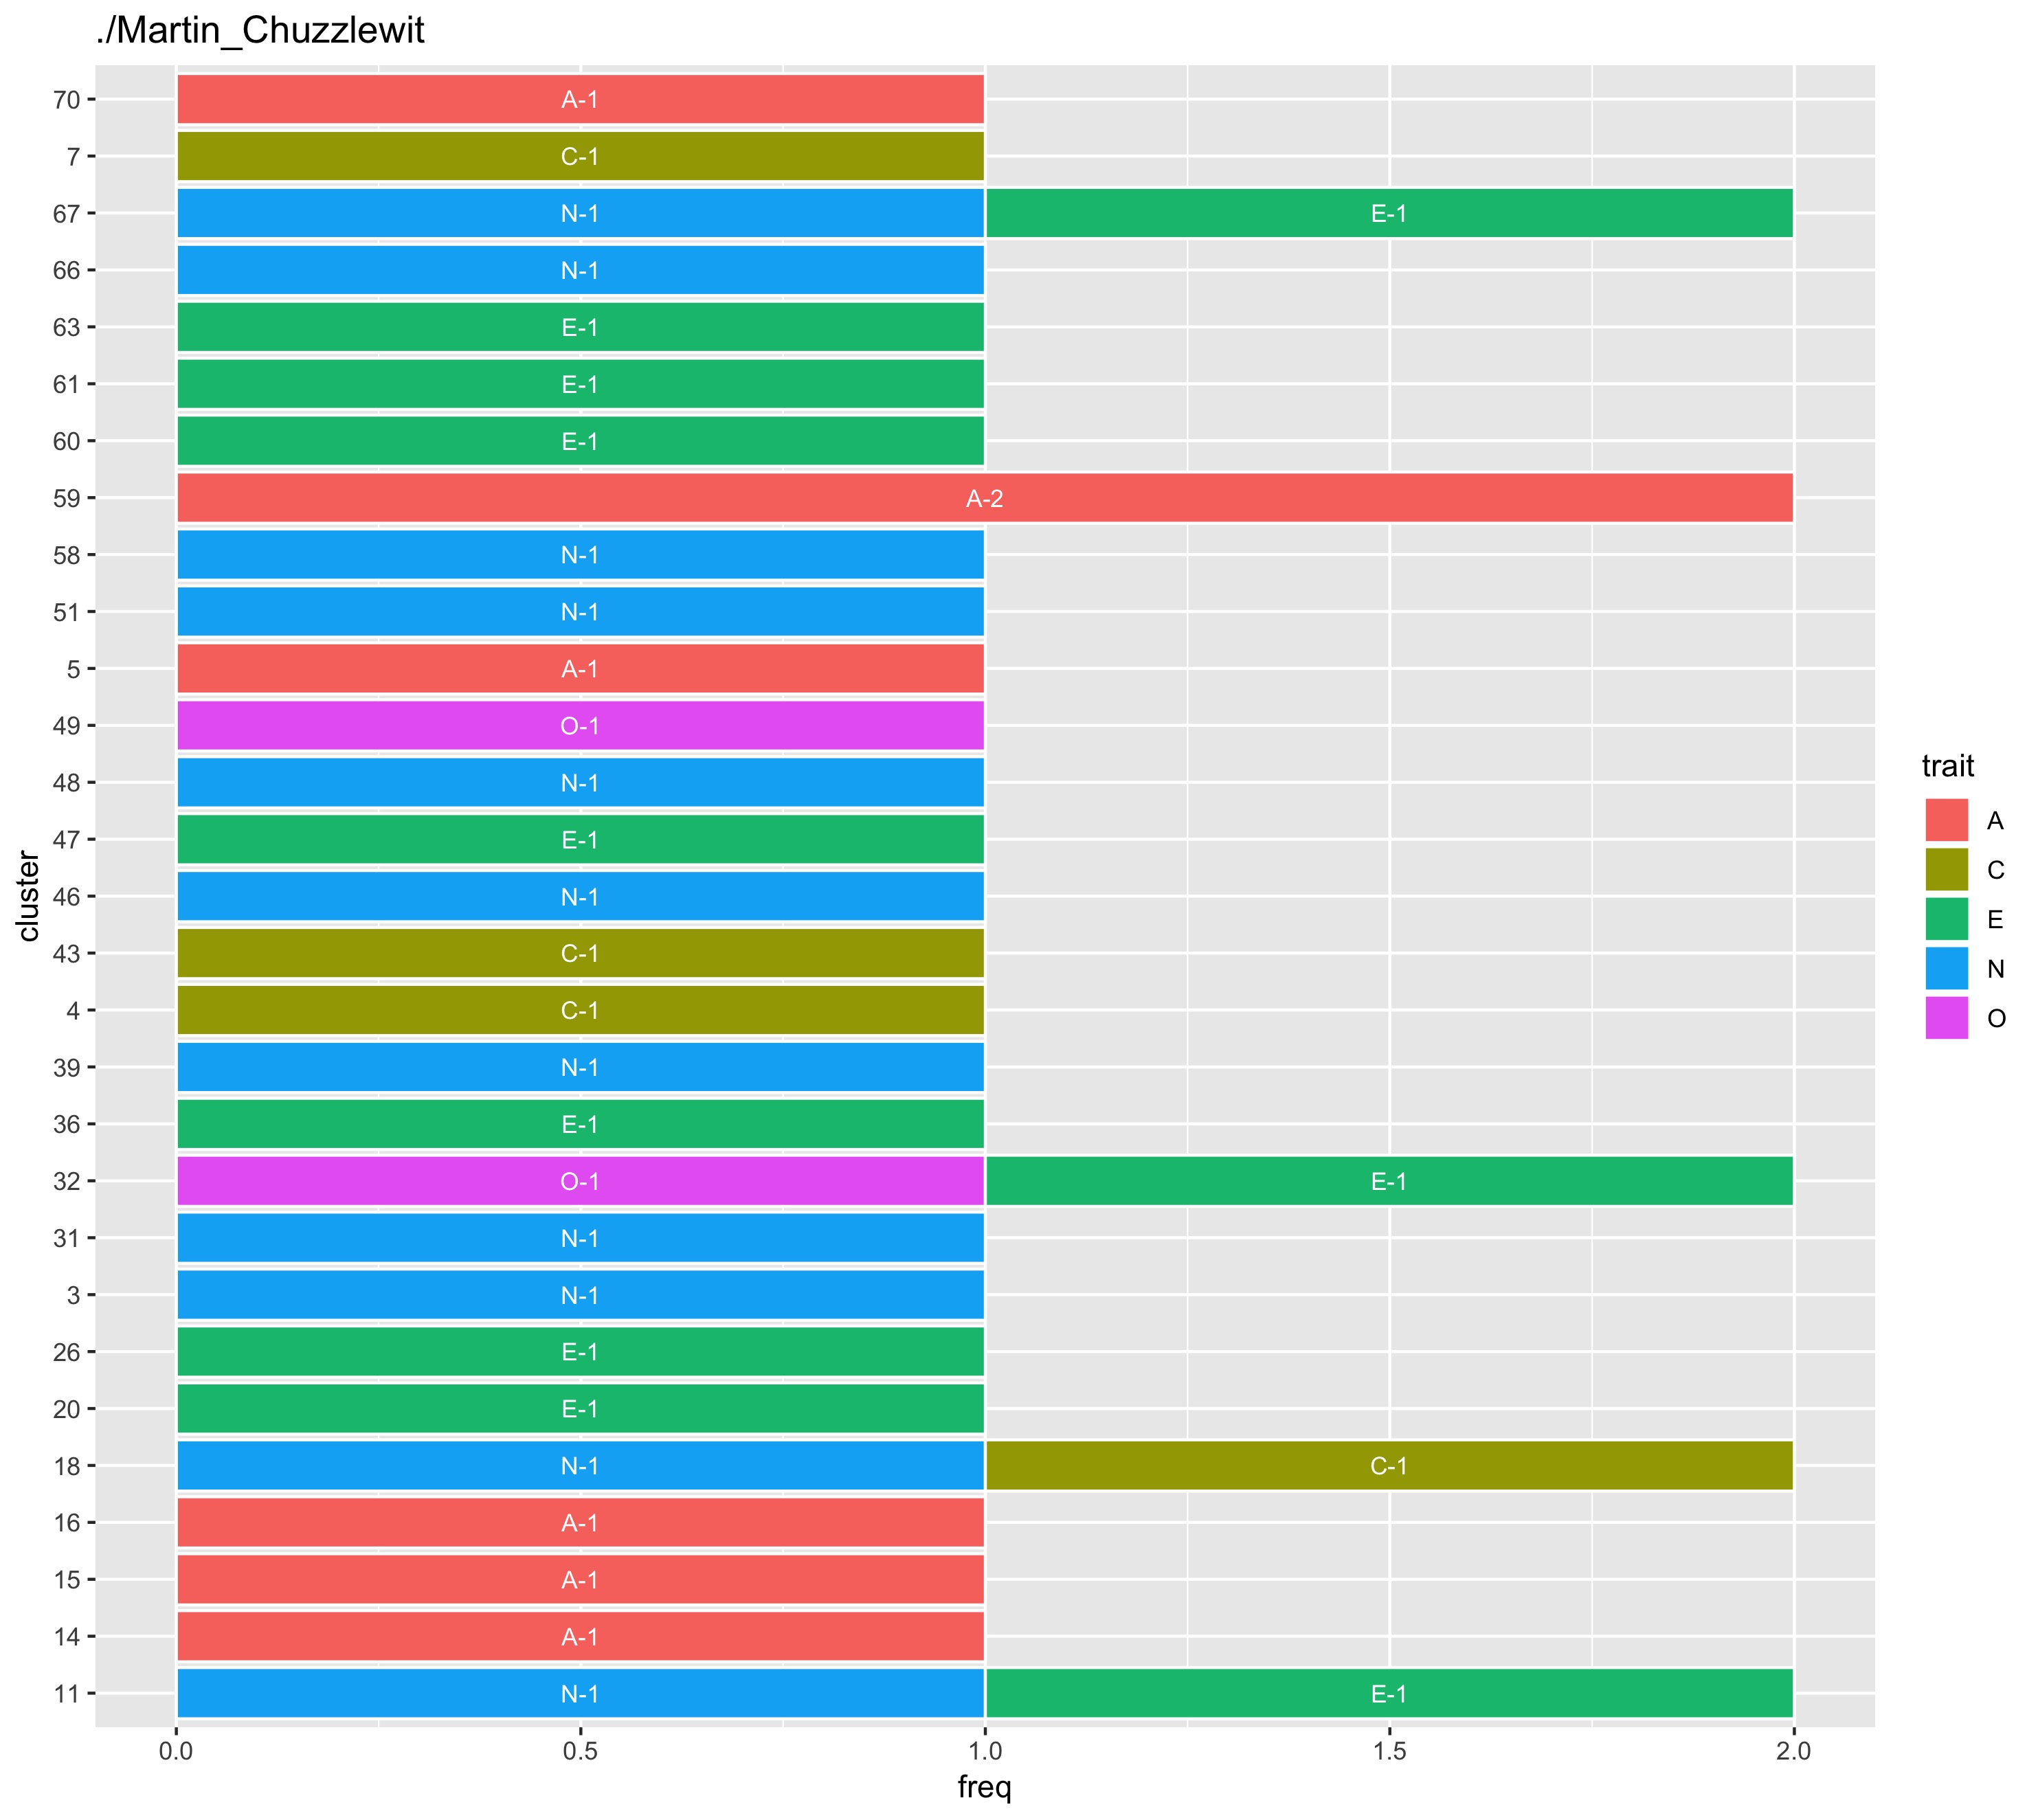 ./Martin_Chuzzlewit
70 A-1
7 C-1
67 N-1 E-1
66 N-1
63 E-1
61 E-1
60 E-1
59 A-2
58 N-1
51 N-1
5 A-1
49 O-1
48 N-1
47 E-1
46 N-1
43 C-1
4 C-1
39 N-1
36 E-1
32 O-1 E-1
31 N-1
3 N-1
26 E-1
20 E-1
18 N-1 C-1
16 A-1
15 A-1
14 A-1
11 N-1 E-1
0.0 0.5 1.0 1.5 2.0
freq
cluster
trait
A
C
E
N
O